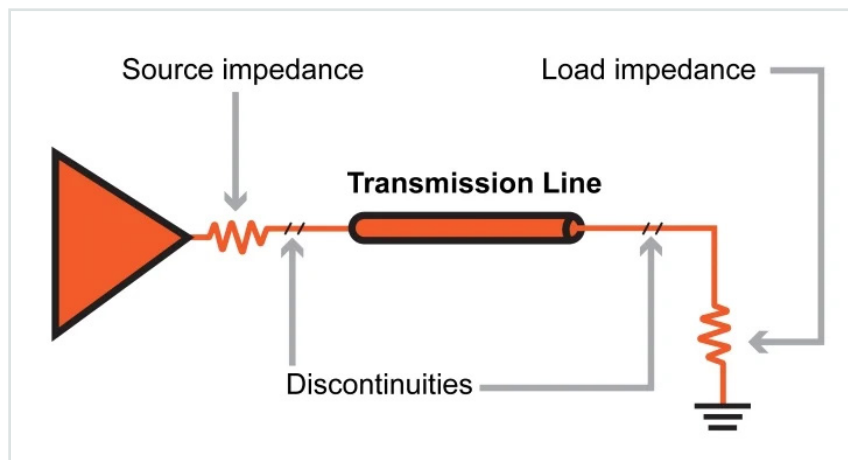 Source impedance
Load impedance
Transmission Line
Discontinuities